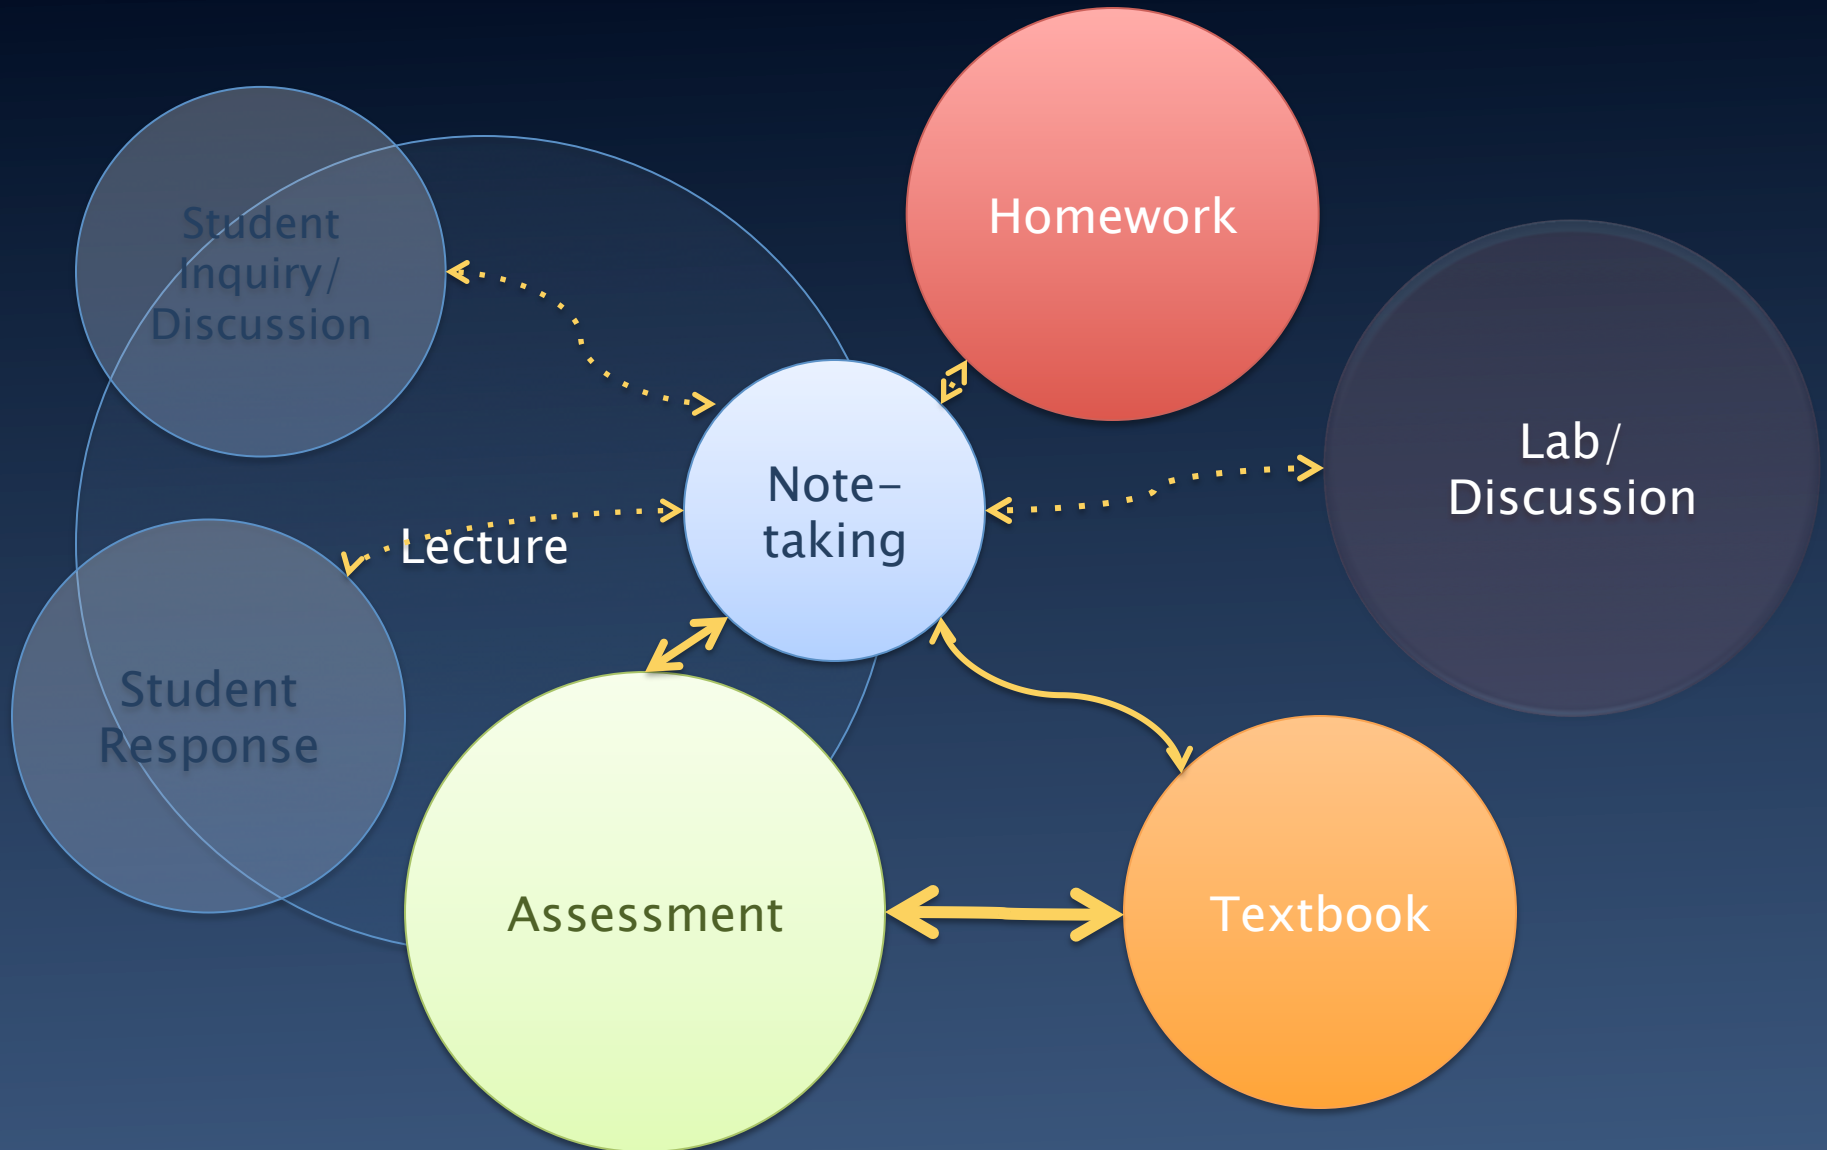 Homework
Student
Inquiry/
Discussion
Lab/
Discussion
Note-
taking
Lecture
Student
Response
Assessment
Textbook